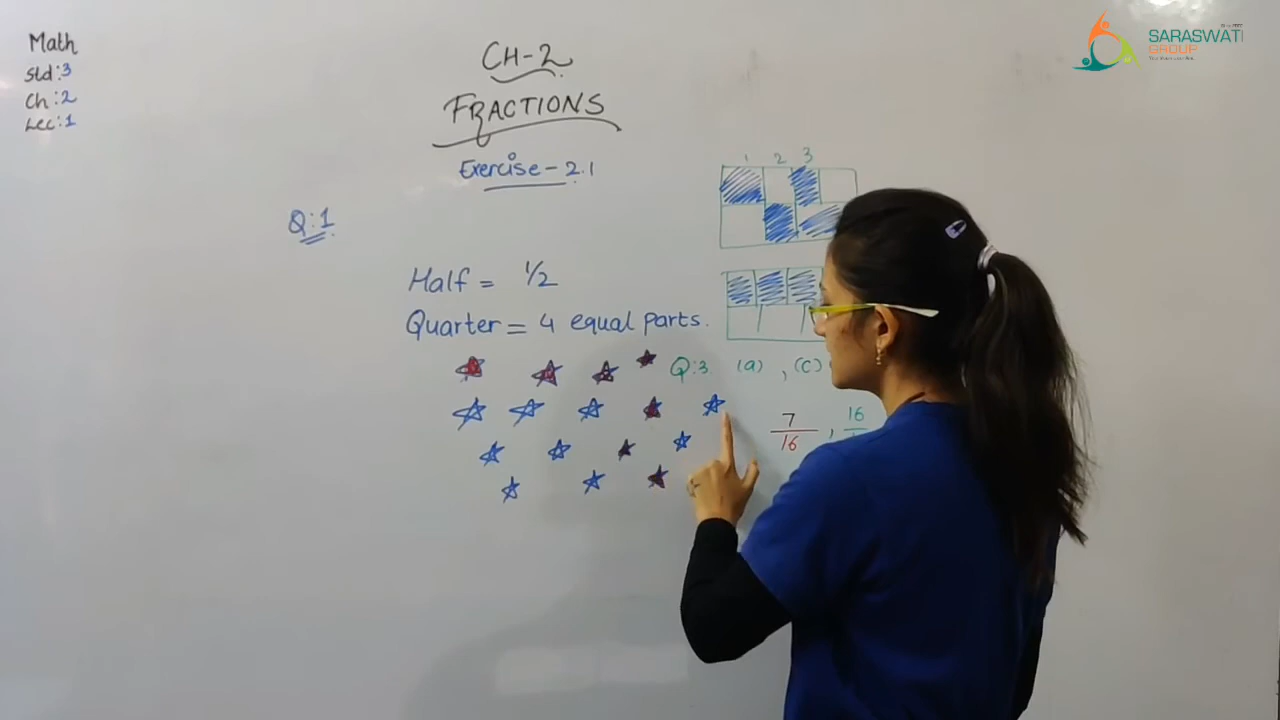 Math
Std:3
Ch:2
Lec:1
CH-2
FRACTIONS
Exercise-2.1
Q:1
Half = 1/2
Quarter = 4 equal parts.
1 2 3
Q:3. (a) , (c)
7/16 , 16
SARASWATI
GROUP